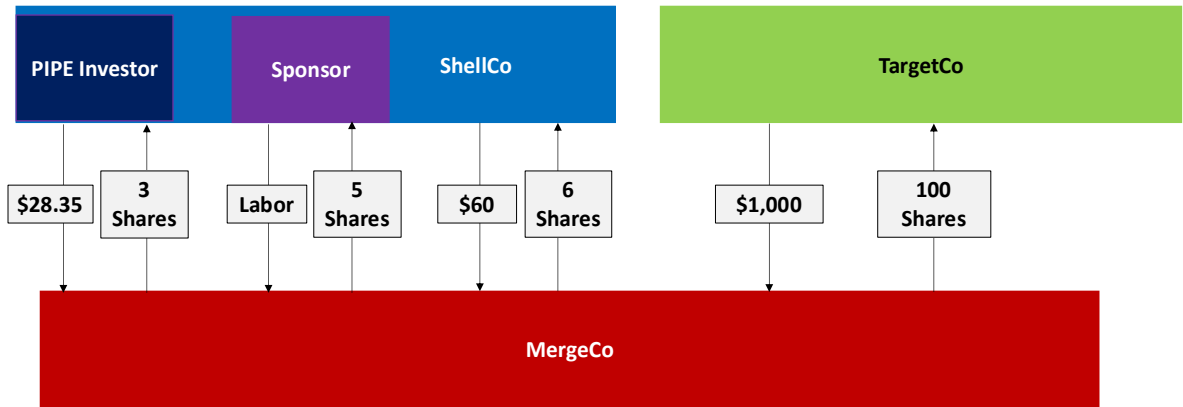 PIPE Investor
Sponsor
ShellCo
TargetCo
$28.35
3
Shares
Labor
5
Shares
$60
6
Shares
$1,000
100
Shares
MergeCo